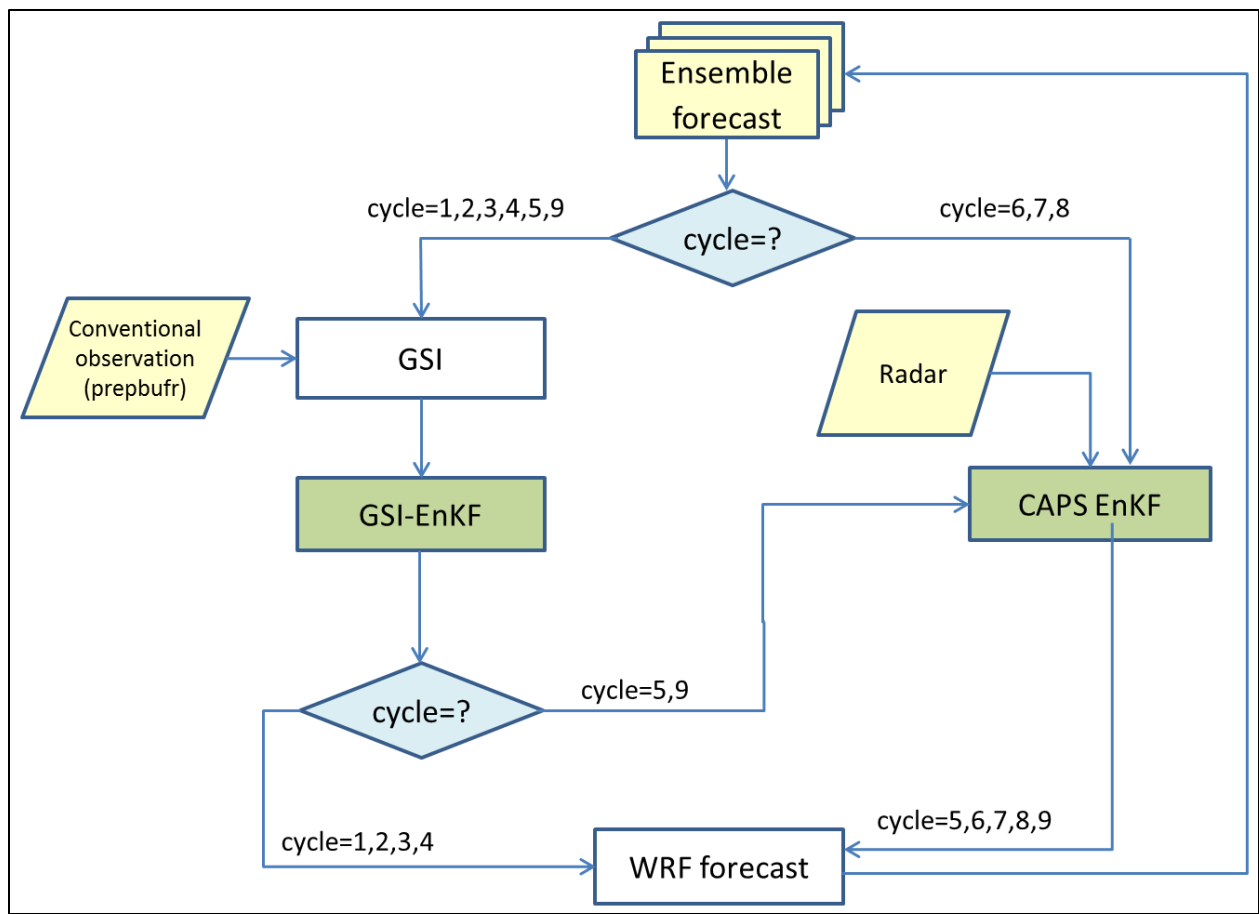 Ensemble
forecast
cycle=1,2,3,4,5,9
cycle=6,7,8
cycle=?
Conventional
observation
(prepbufr)
GSI
Radar
GSI-EnKF
CAPS EnKF
cycle=?
cycle=5,9
cycle=1,2,3,4
cycle=5,6,7,8,9
WRF forecast